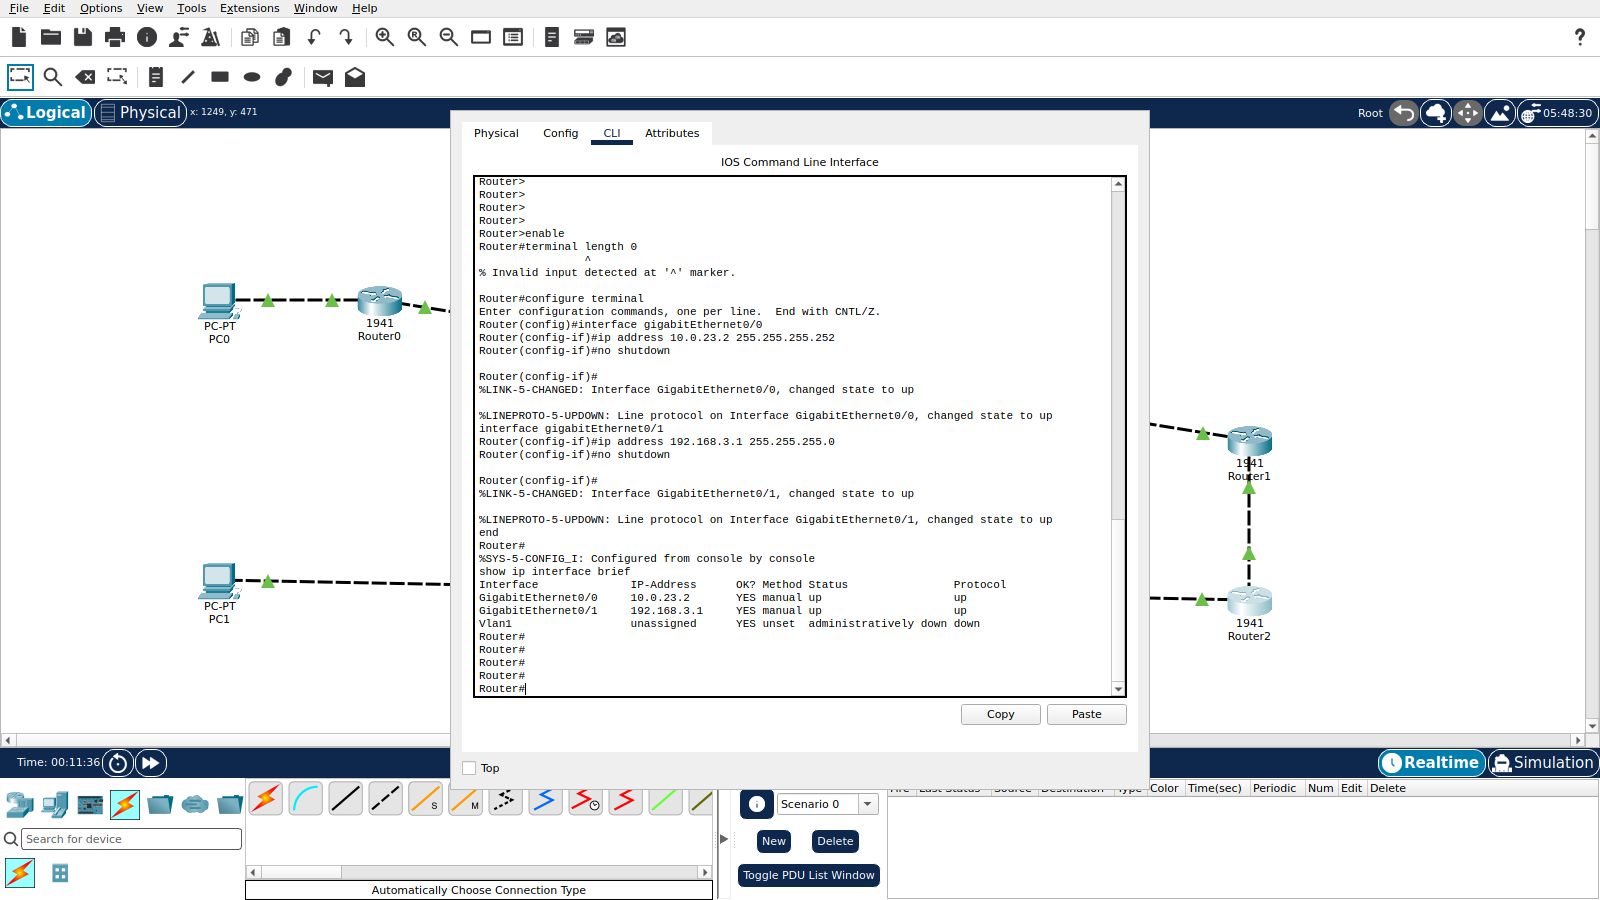 File Edit Options View Tools Extensions Window Help
Logical Physical x: 1249, y: 471 Root 05:48:30
Physical Config CLI Attributes
IOS Command Line Interface
Router>
Router>
Router>
Router>
Router>enable
Router#terminal length 0
^
% Invalid input detected at '^' marker.
Router#configure terminal
Enter configuration commands, one per line.  End with CNTL/Z.
Router(config)#interface gigabitEthernet0/0
Router(config-if)#ip address 10.0.23.2 255.255.255.252
Router(config-if)#no shutdown
Router(config-if)#
%LINK-5-CHANGED: Interface GigabitEthernet0/0, changed state to up
%LINEPROTO-5-UPDOWN: Line protocol on Interface GigabitEthernet0/0, changed state to up
interface gigabitEthernet0/1
Router(config-if)#ip address 192.168.3.1 255.255.255.0
Router(config-if)#no shutdown
Router(config-if)#
%LINK-5-CHANGED: Interface GigabitEthernet0/1, changed state to up
%LINEPROTO-5-UPDOWN: Line protocol on Interface GigabitEthernet0/1, changed state to up
end
Router#
%SYS-5-CONFIG_I: Configured from console by console
show ip interface brief
Interface IP-Address OK? Method Status Protocol
GigabitEthernet0/0 10.0.23.2 YES manual up up
GigabitEthernet0/1 192.168.3.1 YES manual up up
Vlan1 unassigned YES unset administratively down down
Router#
Router#
Router#
Router#
Router#
Copy Paste
Top
PC-PT
PC0
1941
Router0
PC-PT
PC1
1941
Router1
1941
Router2
Time: 00:11:36 Realtime Simulation
S M
Search for device
Automatically Choose Connection Type
Scenario 0
New Delete
Toggle PDU List Window
Fire Last Status Source Destination Type Color Time(sec) Periodic Num Edit Delete